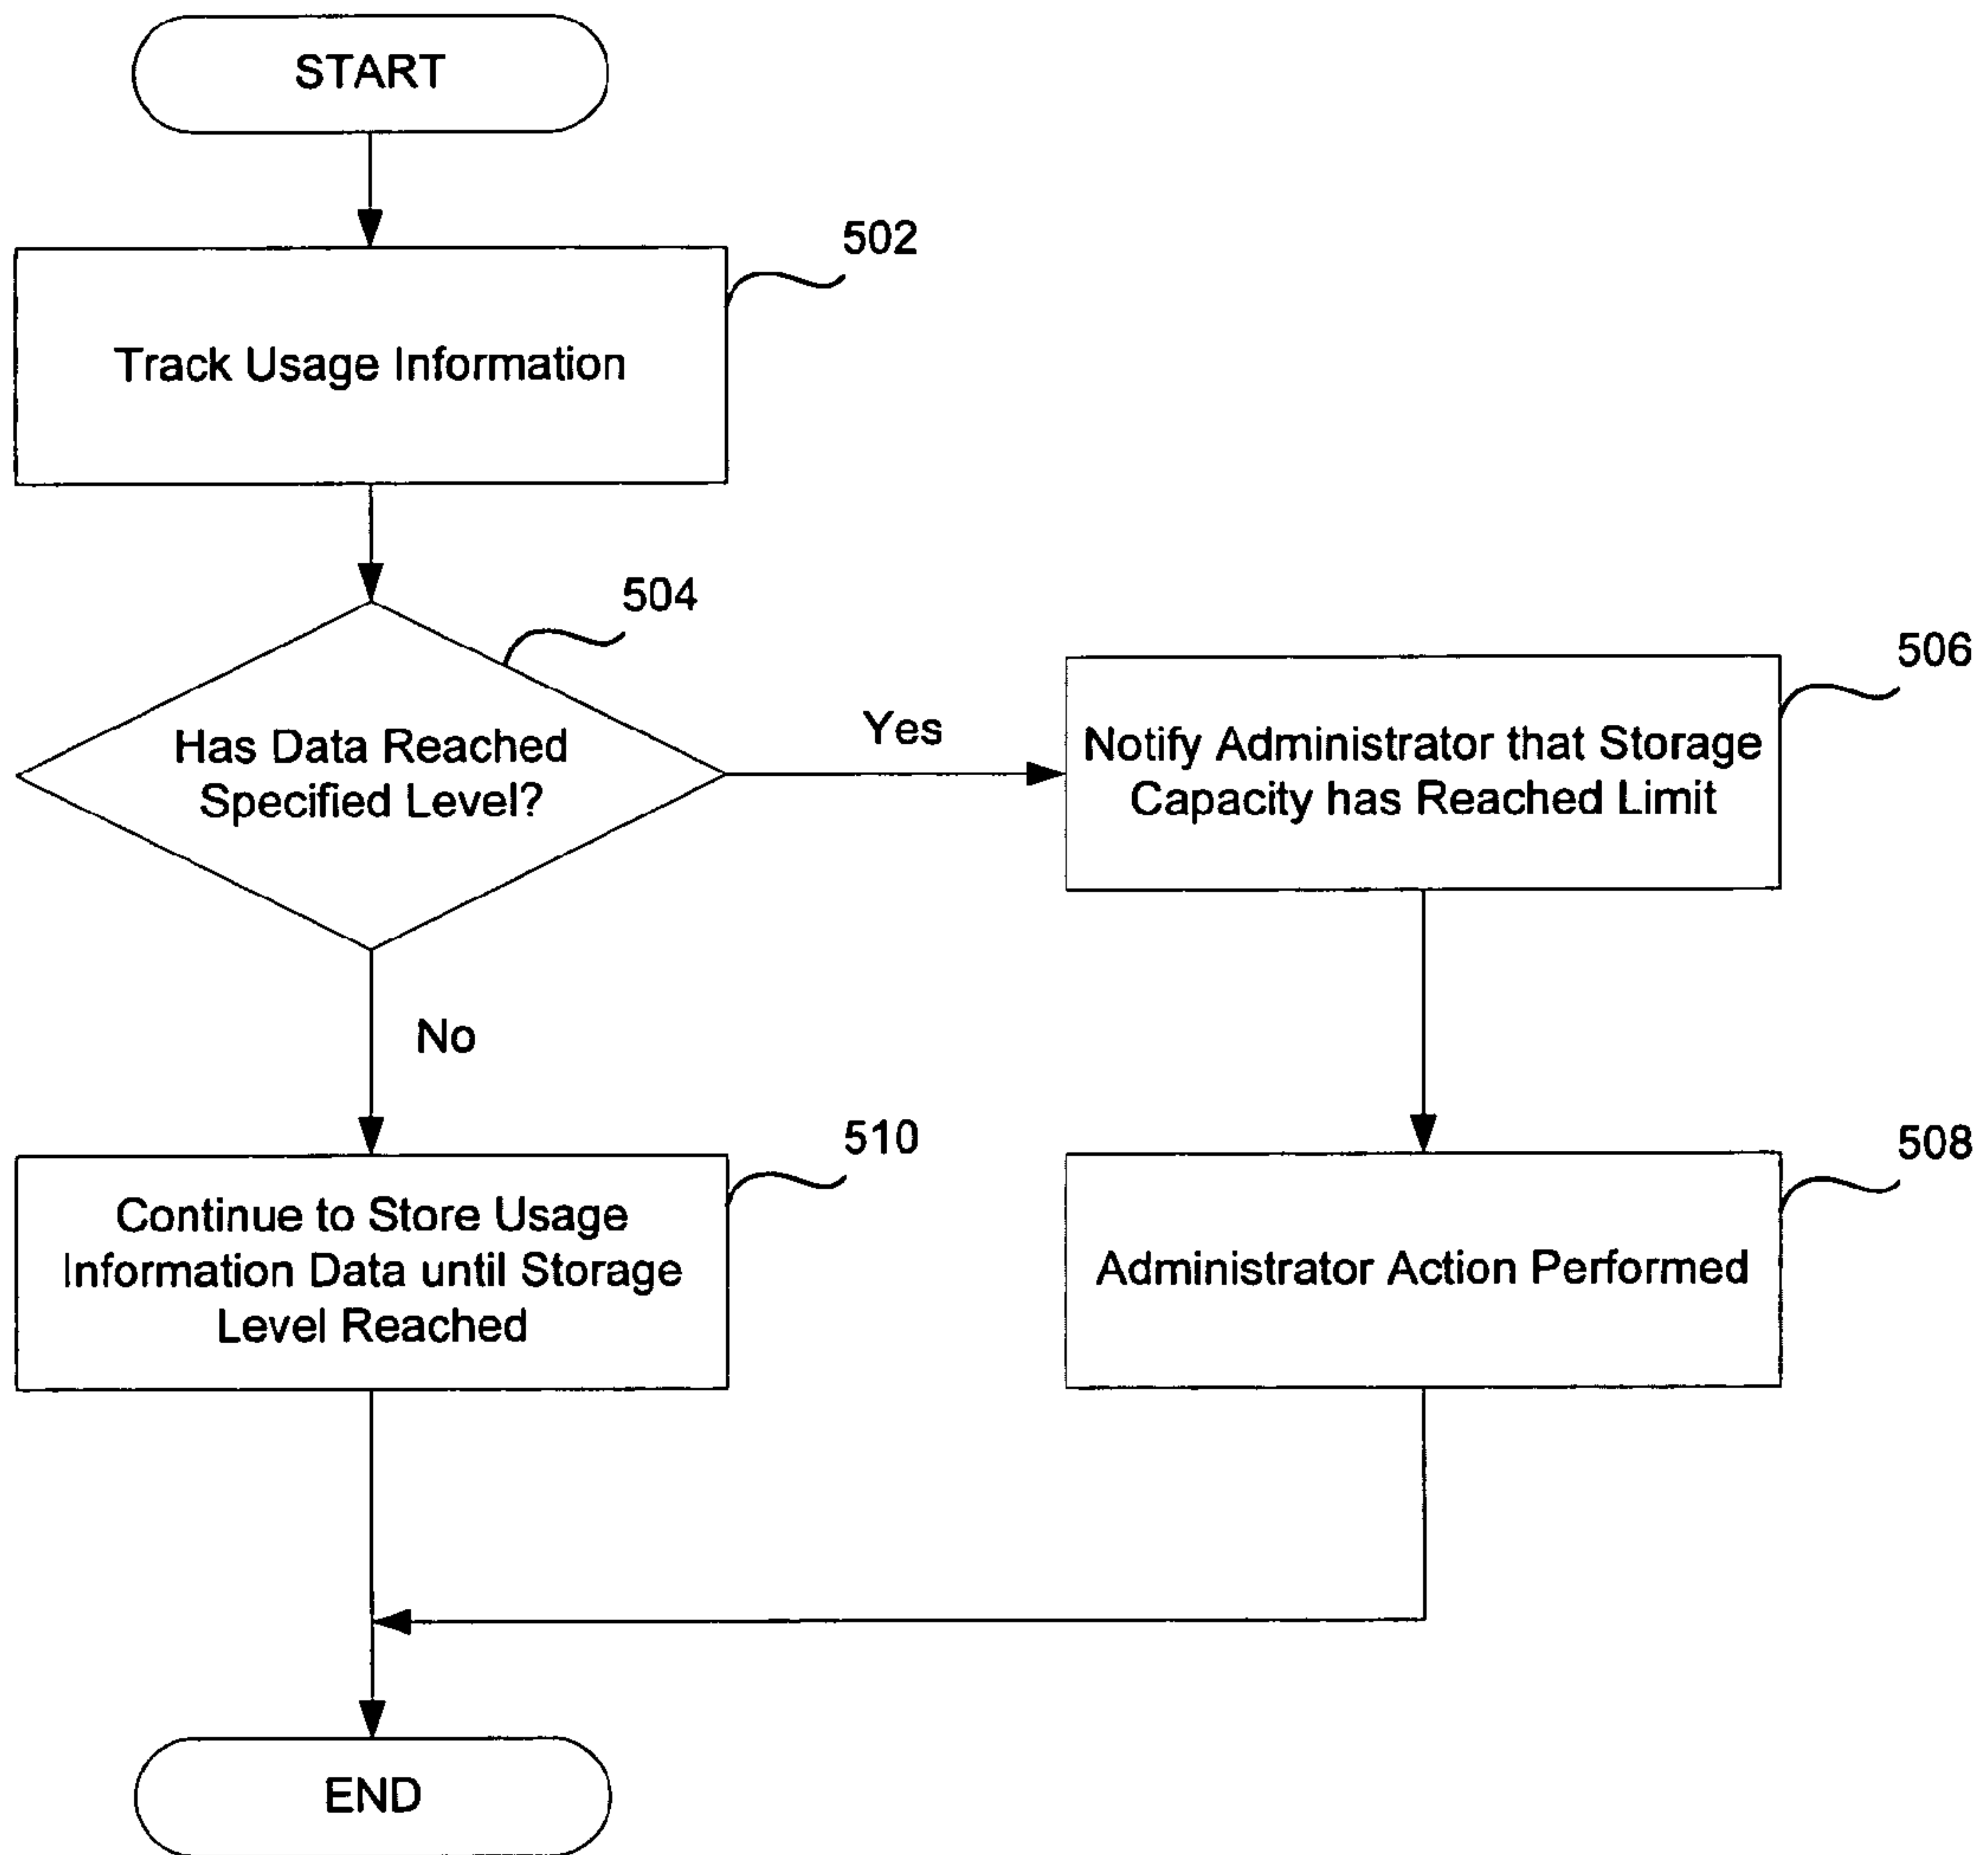 START
502
Track Usage Information
504
Has Data Reached
Specified Level?
Yes
506
Notify Administrator that Storage
Capacity has Reached Limit
No
510
Continue to Store Usage
Information Data until Storage
Level Reached
508
Administrator Action Performed
END